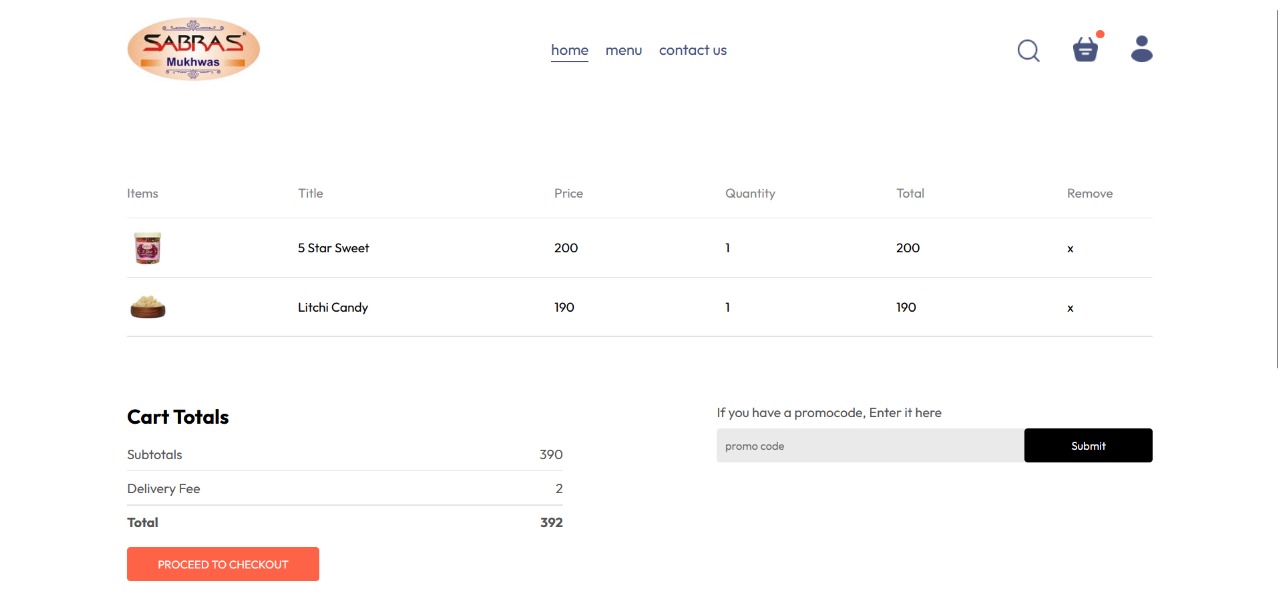 SABRAS
Mukhwas
home menu contact us
Items Title Price Quantity Total Remove
5 Star Sweet 200 1 200 x
Litchi Candy 190 1 190 x
Cart Totals
If you have a promocode, Enter it here
Subtotals 390
promo code Submit
Delivery Fee 2
Total 392
PROCEED TO CHECKOUT